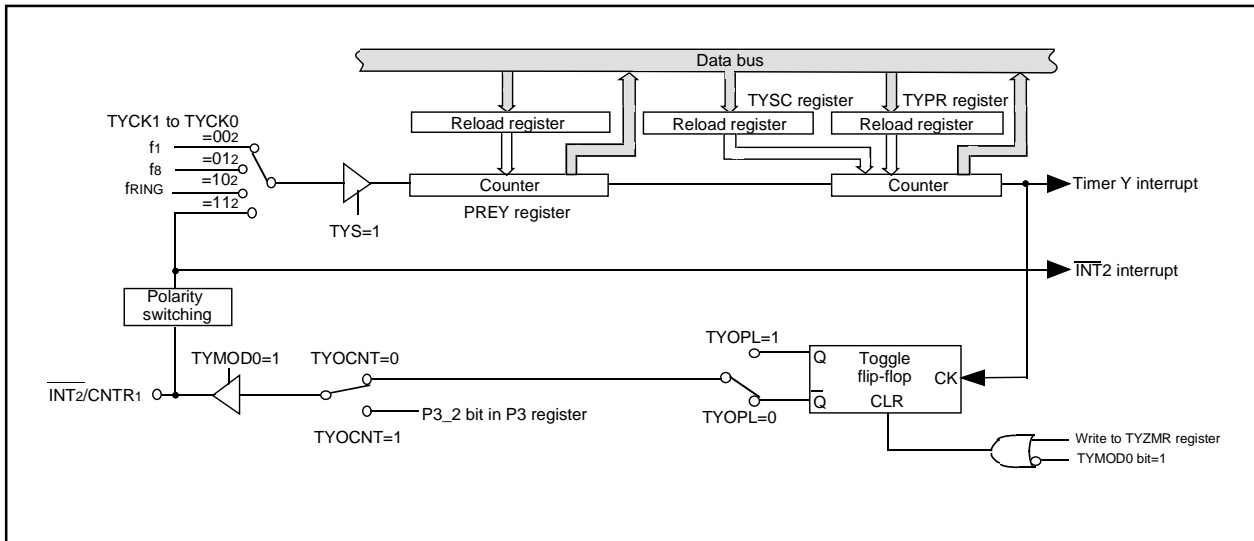 Data bus
TYSC register
TYPR register
TYCK1 to TYCK0
Reload register
Reload register
Reload register
=002
f1
=012
f8
=102
fRING
=112
Counter
Counter
Timer Y interrupt
PREY register
TYS=1
INT2 interrupt
Polarity
switching
TYMOD0=1
TYOCNT=0
TYOPL=1
Q
Toggle
flip-flop
CK
INT2/CNTR1
P3_2 bit in P3 register
TYOCNT=1
TYOPL=0
Q
CLR
Write to TYZMR register
TYMOD0 bit=1